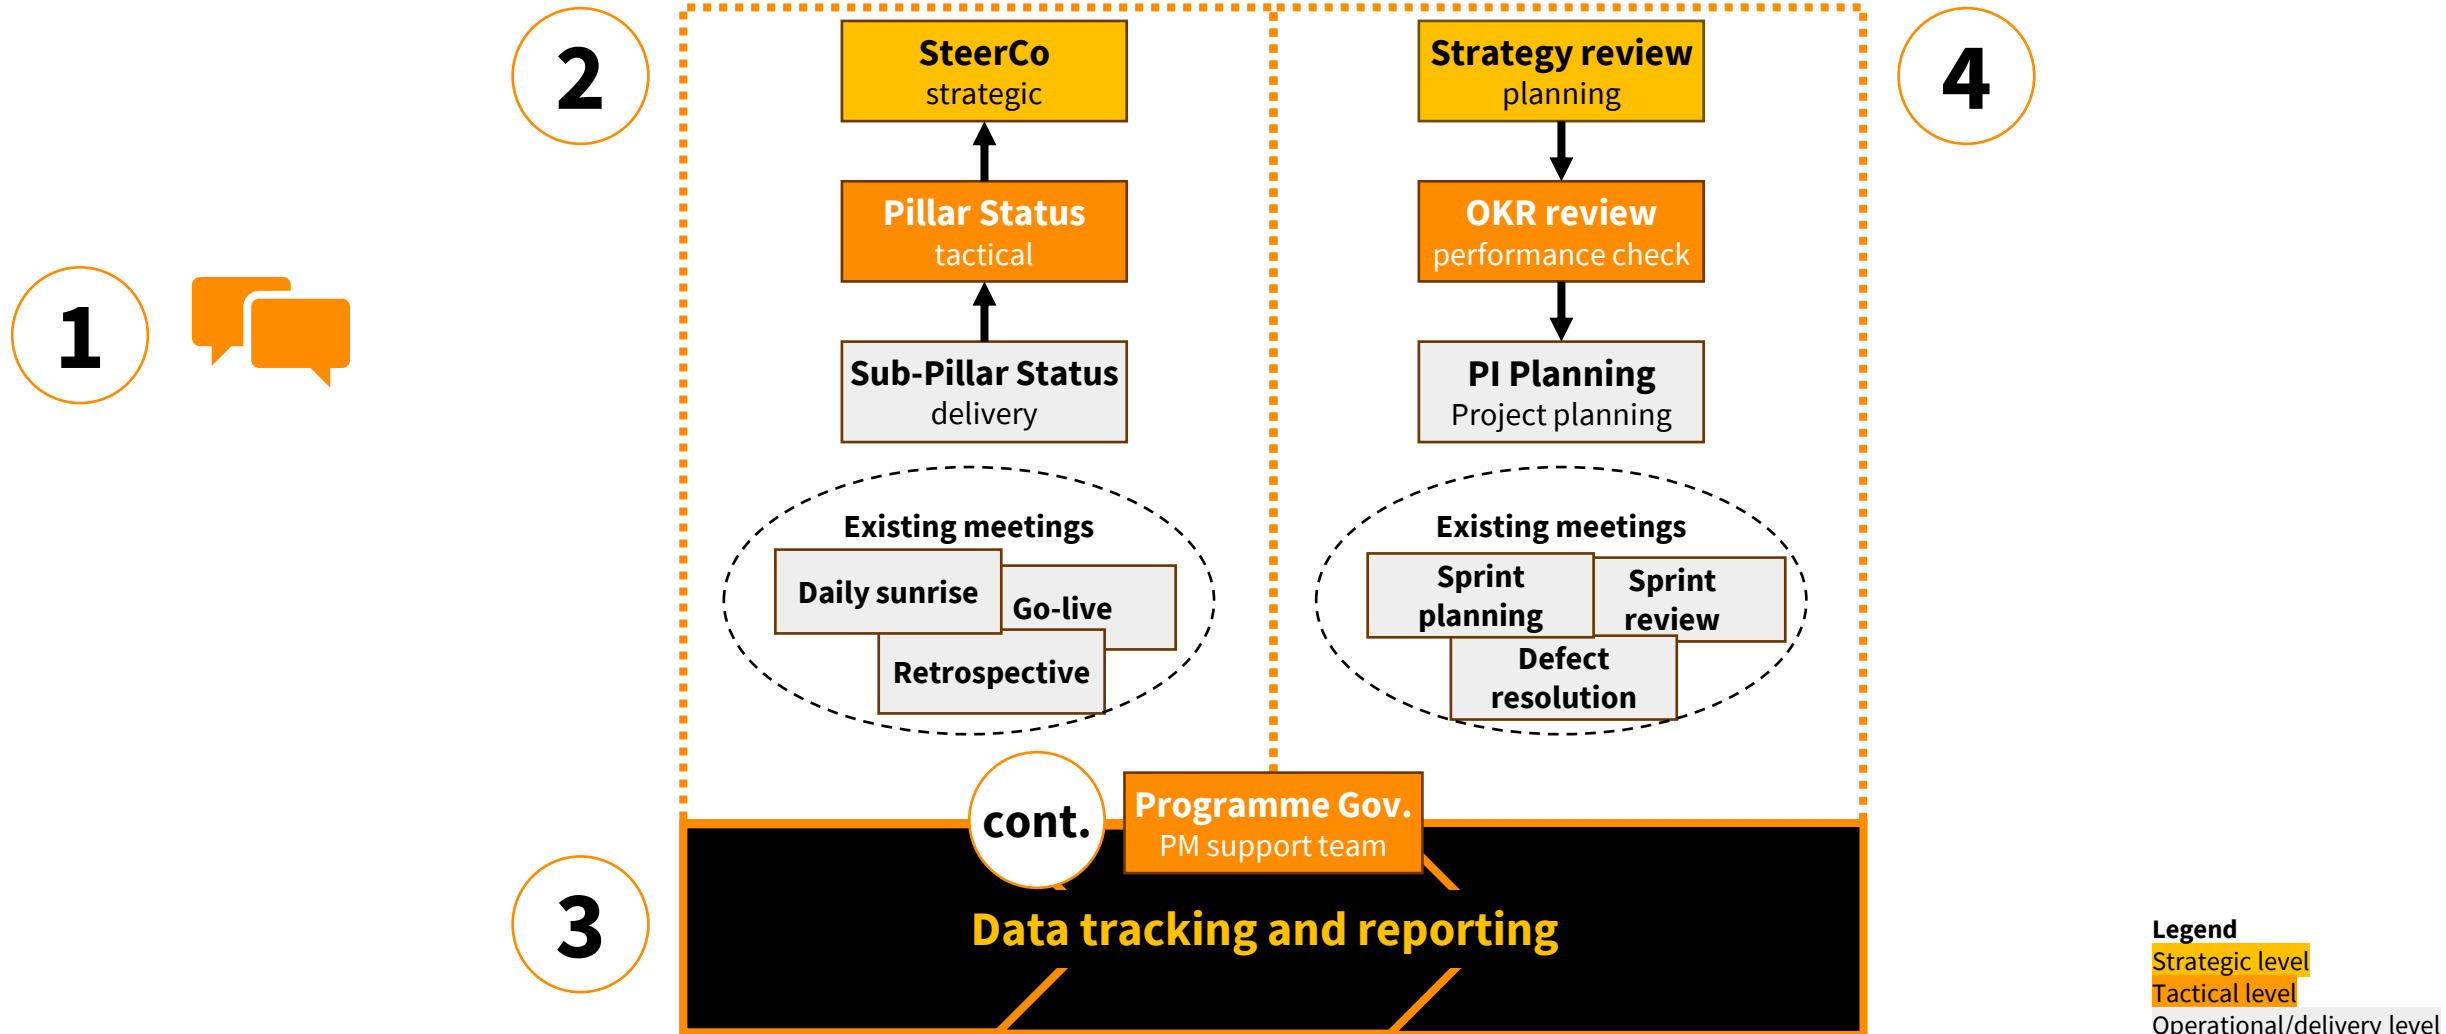 1
2
SteerCo
strategic
Pillar Status
tactical
Sub-Pillar Status
delivery
Existing meetings
Daily sunrise
Go-live
Retrospective
Strategy review
planning
OKR review
performance check
PI Planning
Project planning
Existing meetings
Sprint
planning
Sprint
review
Defect
resolution
4
cont.
Programme Gov.
PM support team
3
Data tracking and reporting
Legend
Strategic level
Tactical level
Operational/delivery level